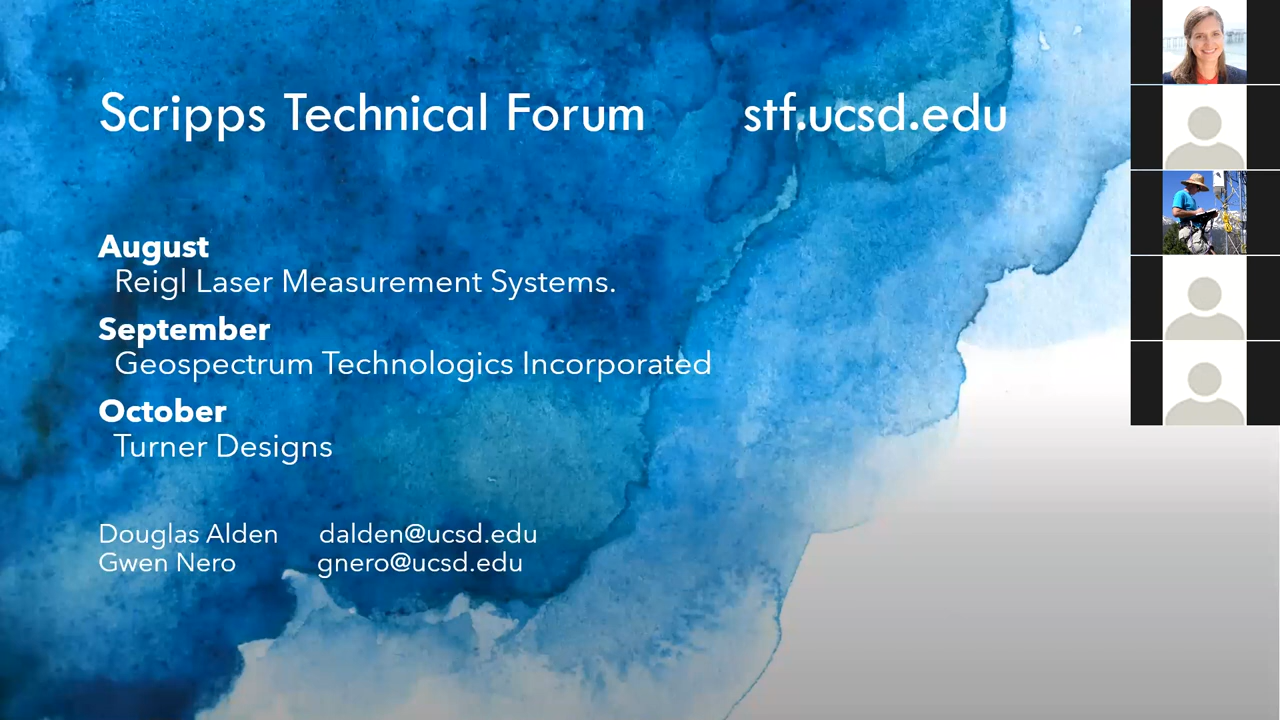 Scripps Technical Forum stf.ucsd.edu
August
Reigl Laser Measurement Systems.
September
Geospectrum Technologics Incorporated
October
Turner Designs
Douglas Alden dalden@ucsd.edu
Gwen Nero gnero@ucsd.edu